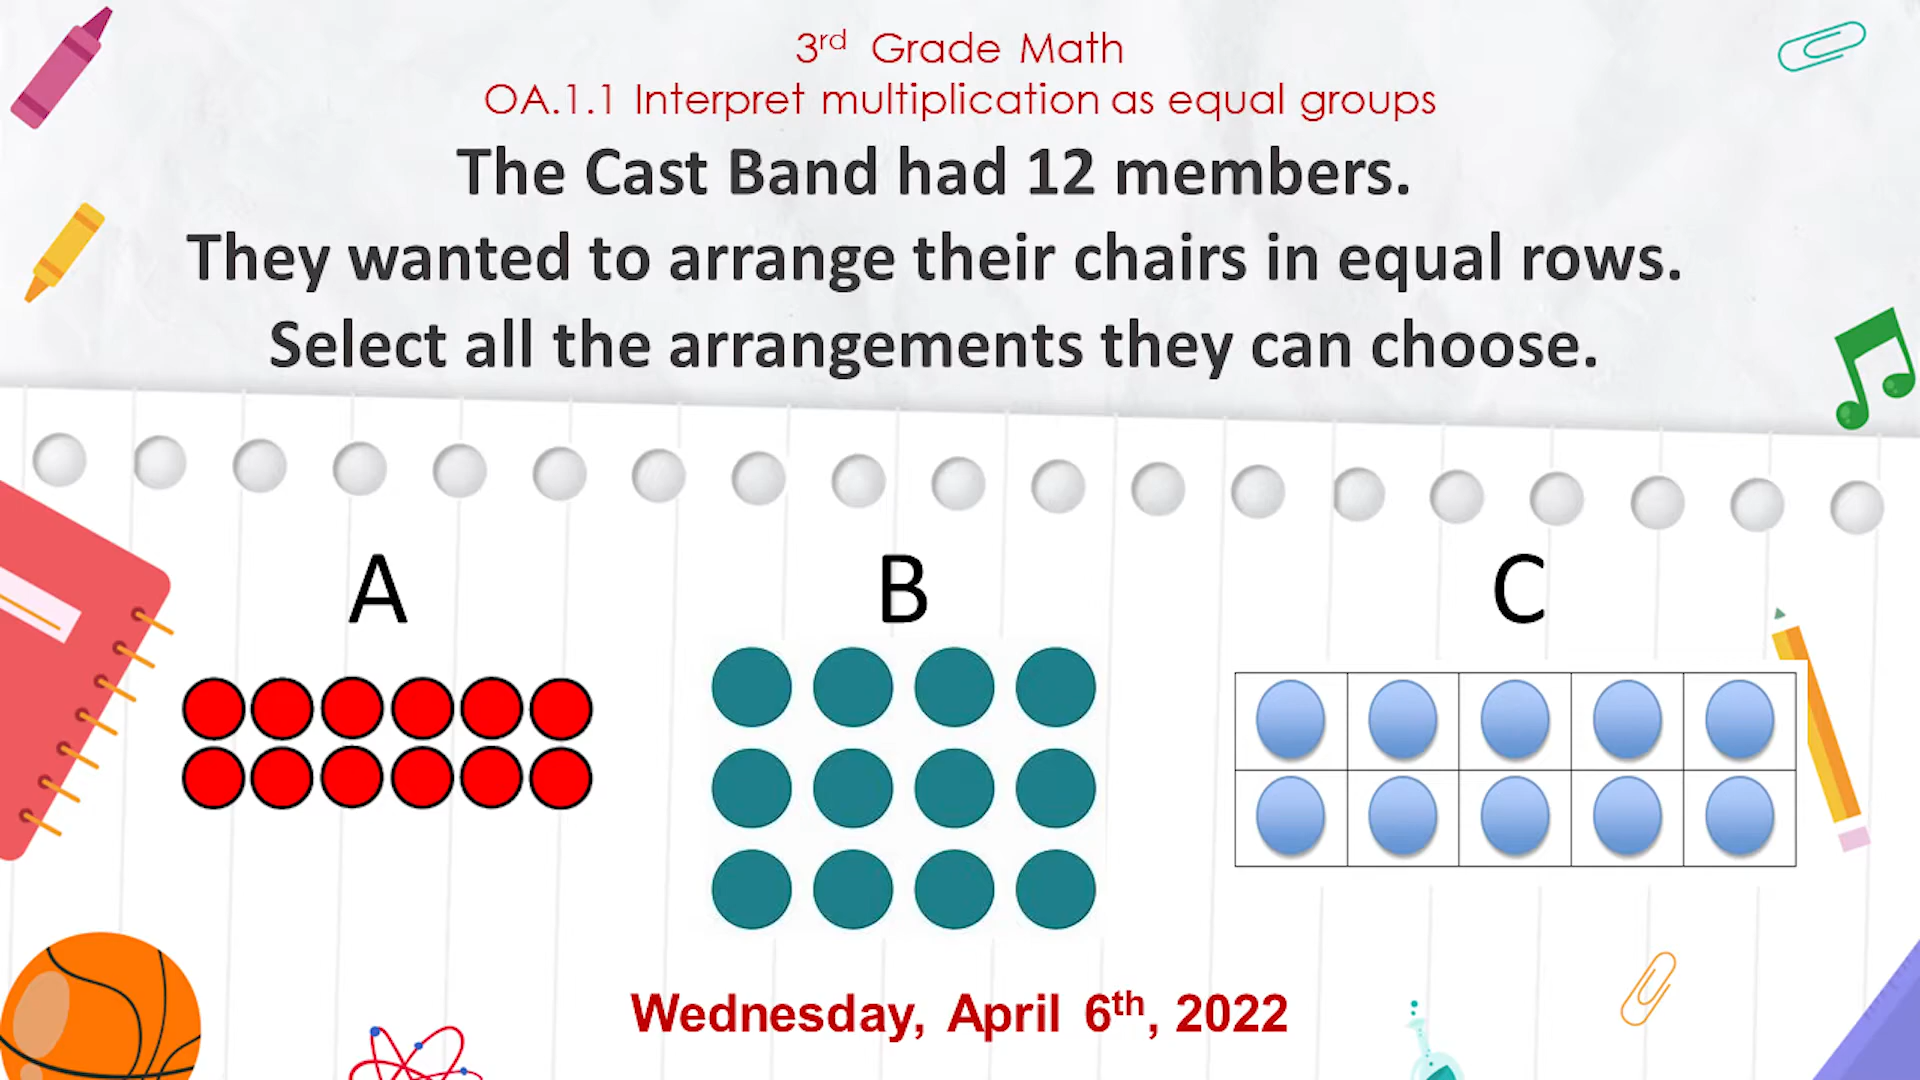 3rd Grade Math
OA.1.1 Interpret multiplication as equal groups
The Cast Band had 12 members.
They wanted to arrange their chairs in equal rows.
Select all the arrangements they can choose.
A B C
Wednesday, April 6th, 2022